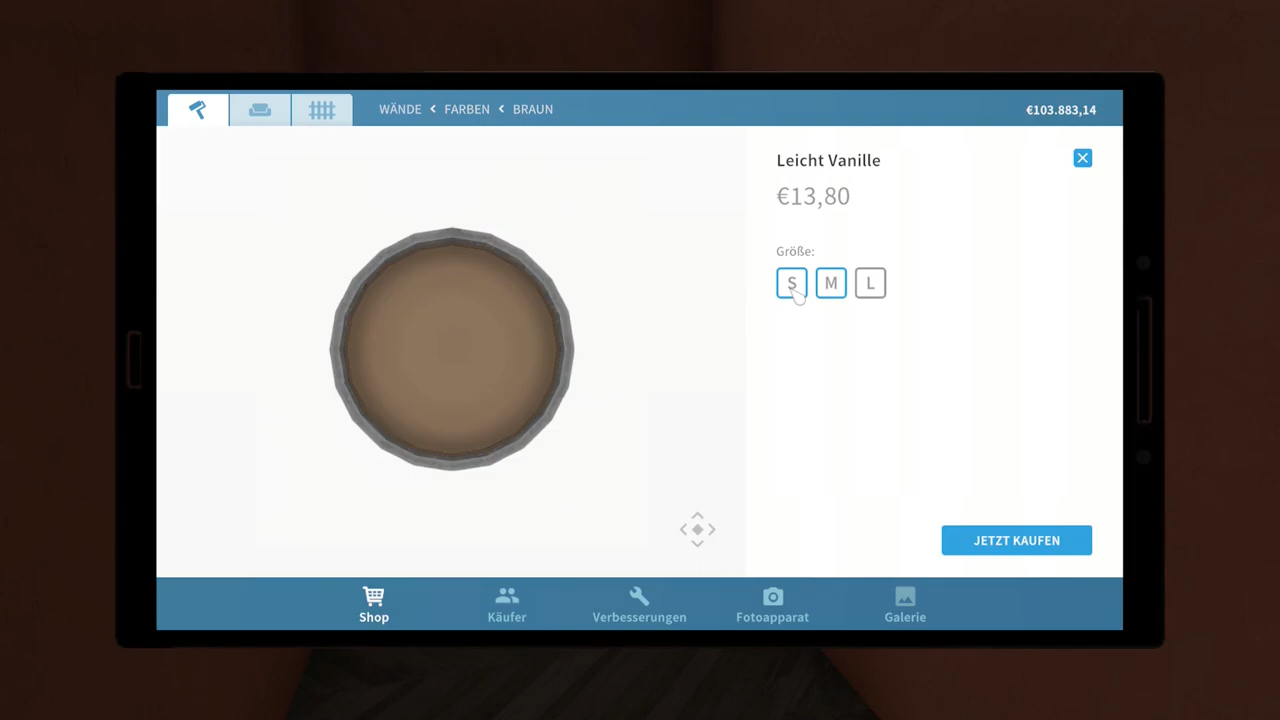 WÄNDE < FARBEN < BRAUN
€103.883,14
Leicht Vanille
€13,80
Größe:
S M L
JETZT KAUFEN
Shop Käufer Verbesserungen Fotoapparat Galerie